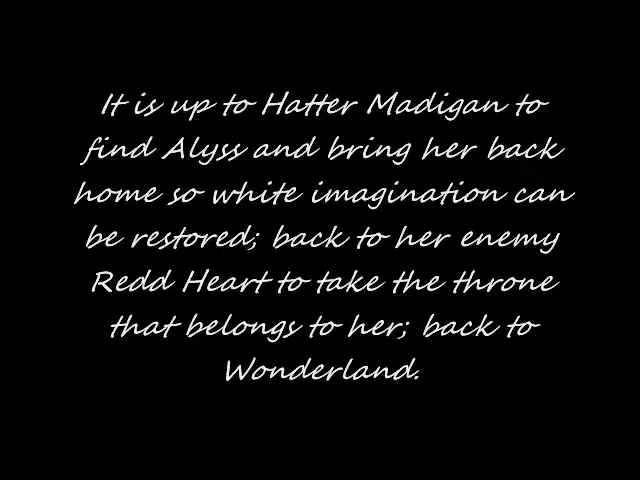 It is up to Hatter Madigan to
find Alyss and bring her back
home so white imagination can
be restored; back to her enemy
Redd Heart to take the throne
that belongs to her; back to
Wonderland.